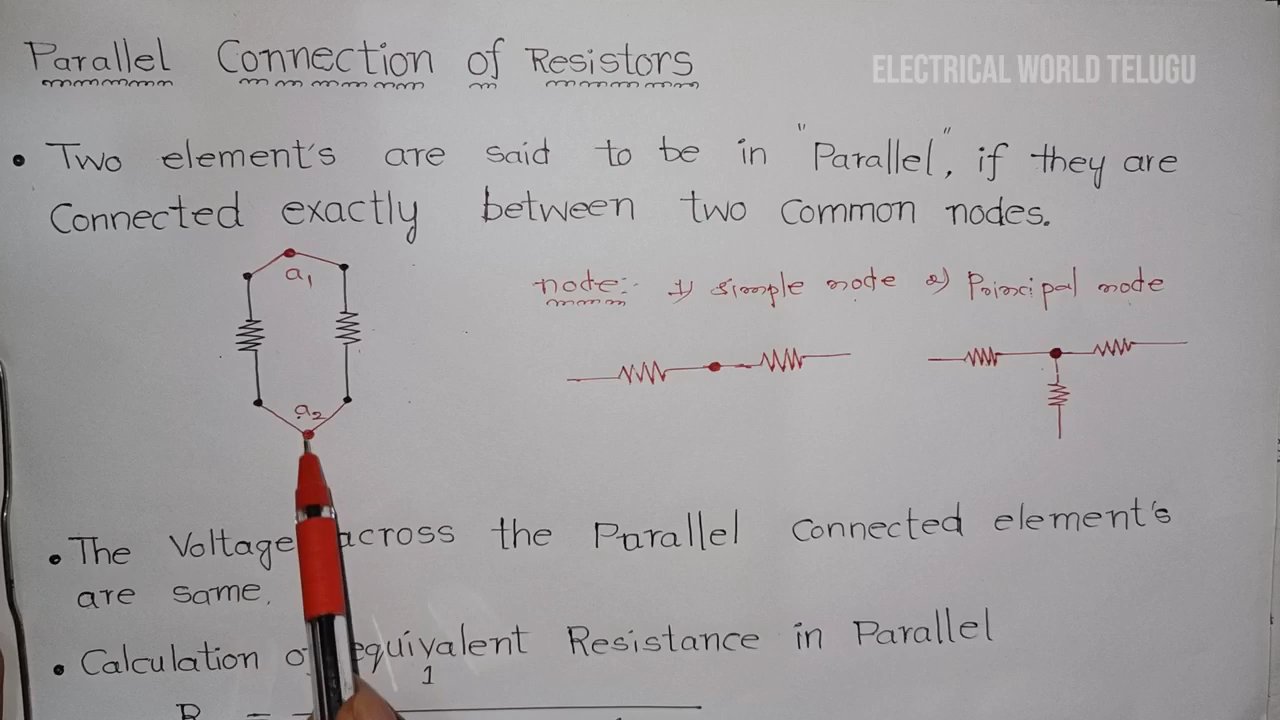 Parallel Connection of Resistors
ELECTRICAL WORLD TELUGU
• Two element's are said to be in "Parallel", if they are
Connected exactly between two common nodes.
a1
node:- 1) simple node 2) Principal node
a2
• The Voltage across the Parallel connected element's
are same.
• Calculation of equivalent Resistance in Parallel
1
R =